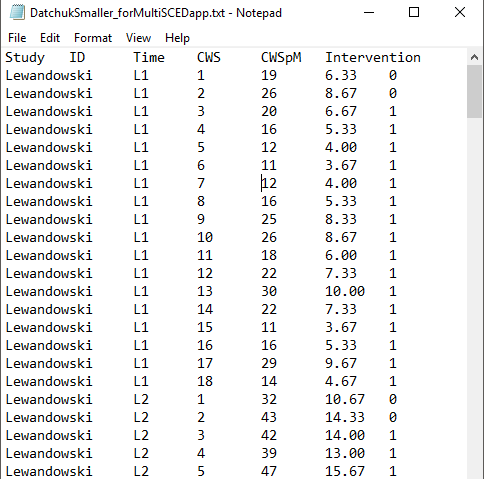 DatchukSmaller_forMultiSCEDapp.txt - Notepad
File Edit Format View Help
Study ID Time CWS CWSpM Intervention
Lewandowski L1 1 19 6.33 0
Lewandowski L1 2 26 8.67 0
Lewandowski L1 3 20 6.67 1
Lewandowski L1 4 16 5.33 1
Lewandowski L1 5 12 4.00 1
Lewandowski L1 6 11 3.67 1
Lewandowski L1 7 12 4.00 1
Lewandowski L1 8 16 5.33 1
Lewandowski L1 9 25 8.33 1
Lewandowski L1 10 26 8.67 1
Lewandowski L1 11 18 6.00 1
Lewandowski L1 12 22 7.33 1
Lewandowski L1 13 30 10.00 1
Lewandowski L1 14 22 7.33 1
Lewandowski L1 15 11 3.67 1
Lewandowski L1 16 16 5.33 1
Lewandowski L1 17 29 9.67 1
Lewandowski L1 18 14 4.67 1
Lewandowski L2 1 32 10.67 0
Lewandowski L2 2 43 14.33 0
Lewandowski L2 3 42 14.00 1
Lewandowski L2 4 39 13.00 1
Lewandowski L2 5 47 15.67 1